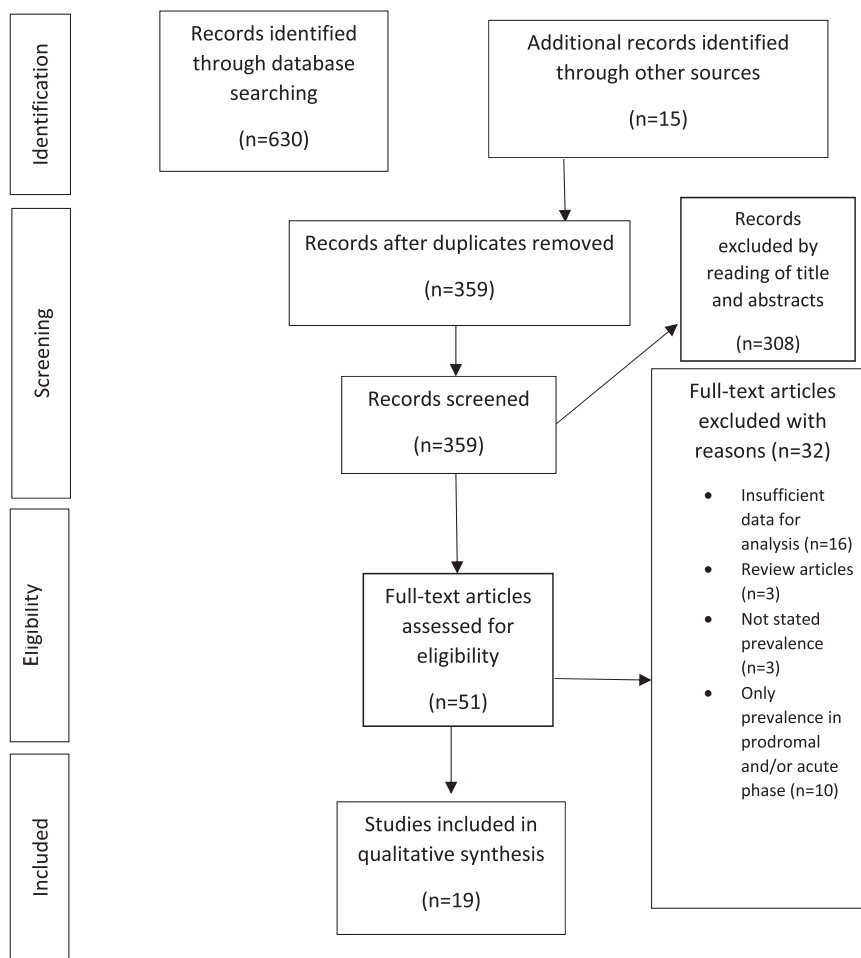 Identification
Records identified
through database
searching
(n=630)
Additional records identified
through other sources
(n=15)
Screening
Records after duplicates removed
(n=359)
Records
excluded by
reading of title
and abstracts
(n=308)
Records screened
(n=359)
Full-text articles
excluded with
reasons (n=32)
• Insufficient
data for
analysis (n=16)
• Review articles
(n=3)
• Not stated
prevalence
(n=3)
• Only
prevalence in
prodromal
and/or acute
phase (n=10)
Eligibility
Full-text articles
assessed for
eligibility
(n=51)
Included
Studies included in
qualitative synthesis
(n=19)